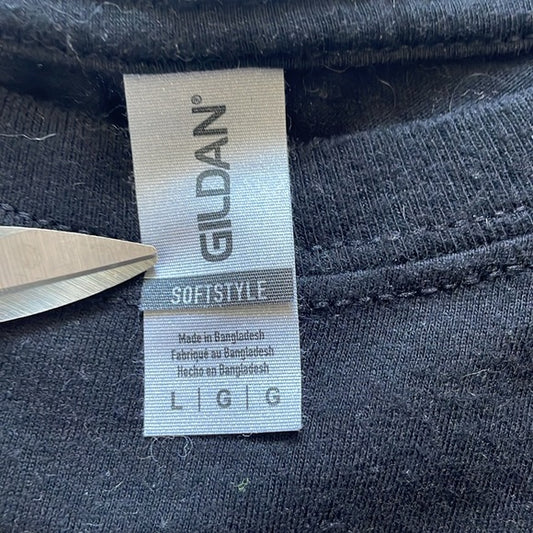 GILDAN®
SOFTSTYLE
Made in Bangladesh
Fabriqué au Bangladesh
Hecho en Bangladesh
L | G | G